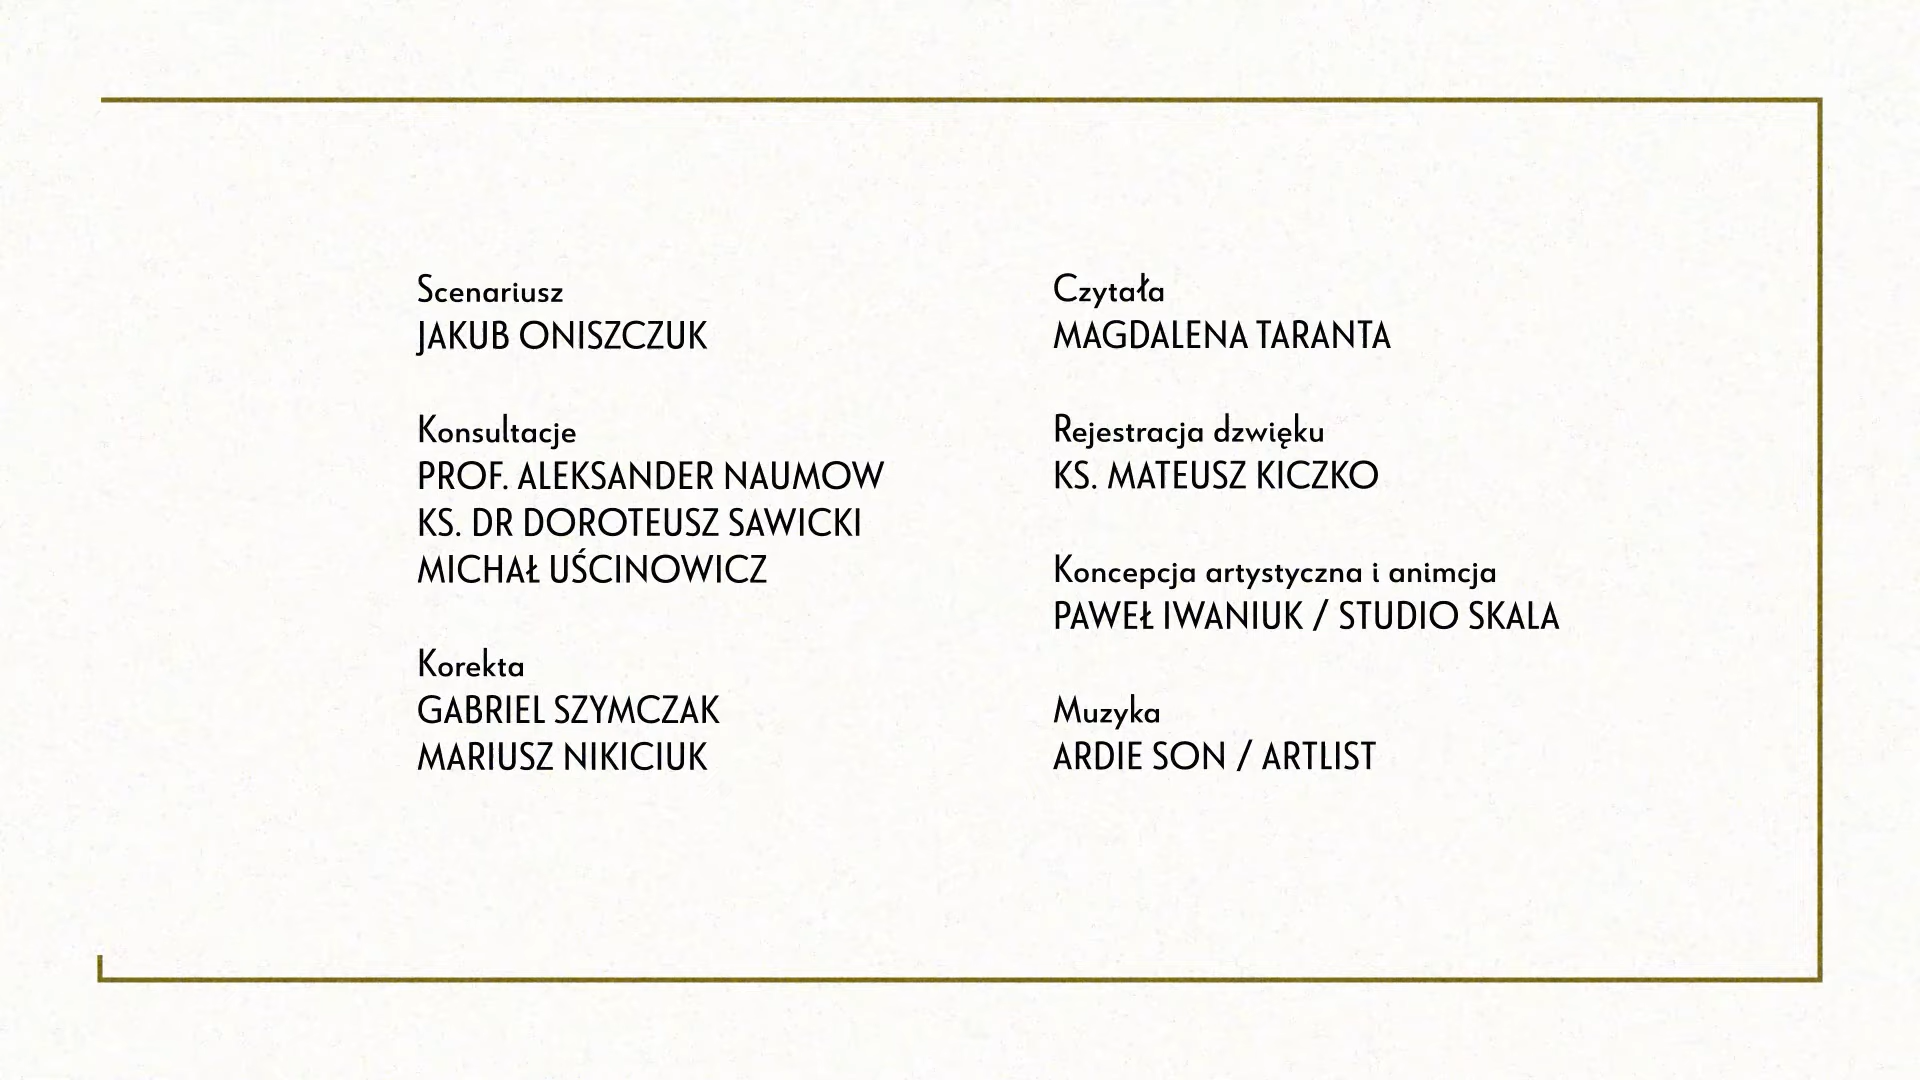 Scenariusz
JAKUB ONISZCZUK
Konsultacje
PROF. ALEKSANDER NAUMOW
KS. DR DOROTEUSZ SAWICKI
MICHAŁ UŚCINOWICZ
Korekta
GABRIEL SZYMCZAK
MARIUSZ NIKICIUK
Czytała
MAGDALENA TARANTA
Rejestracja dzwięku
KS. MATEUSZ KICZKO
Koncepcja artystyczna i animcja
PAWEŁ IWANIUK / STUDIO SKALA
Muzyka
ARDIE SON / ARTLIST